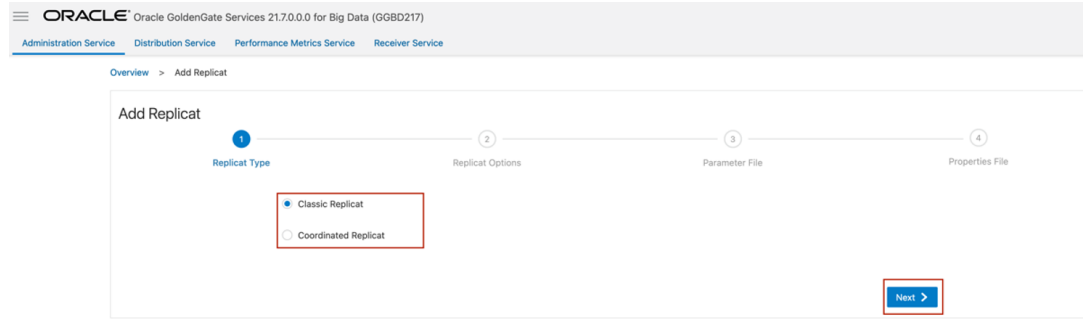 ORACLE Oracle GoldenGate Services 21.7.0.0.0 for Big Data (GGBD217)
Administration Service Distribution Service Performance Metrics Service Receiver Service
Overview > Add Replicat
Add Replicat
1 2 3 4
Replicat Type Replicat Options Parameter File Properties File
Classic Replicat
Coordinated Replicat
Next >